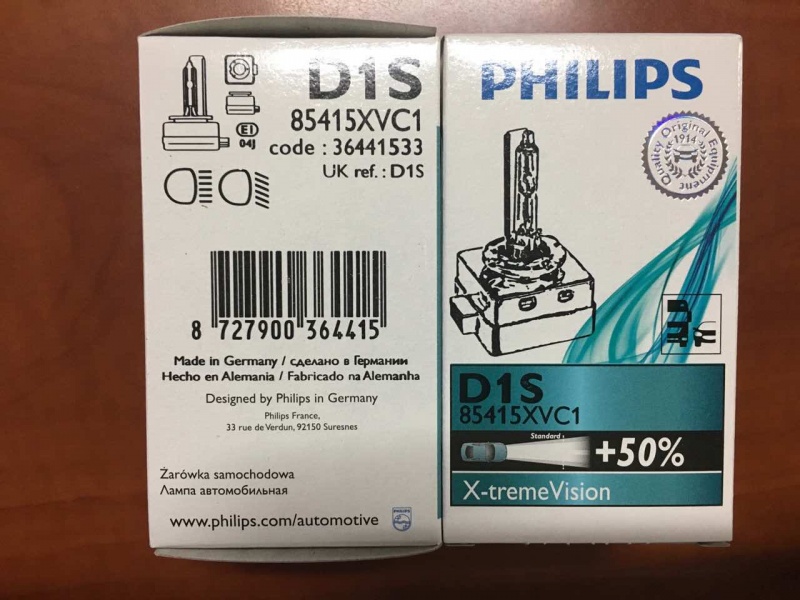 D1S
85415XVC1
code : 36441533
UK ref. : D1S
E1
04J
8 727900 364415
Made in Germany / сделано в Германии
Hecho en Alemania / Fabricado na Alemanha
Designed by Philips in Germany
Philips France,
33 rue de Verdun, 92150 Suresnes
Żarówka samochodowa
Лампа автомобильная
www.philips.com/automotive
PHILIPS
PHILIPS
Quality Original Equipment
1914
D1S
85415XVC1
Standard
+50%
X-tremeVision